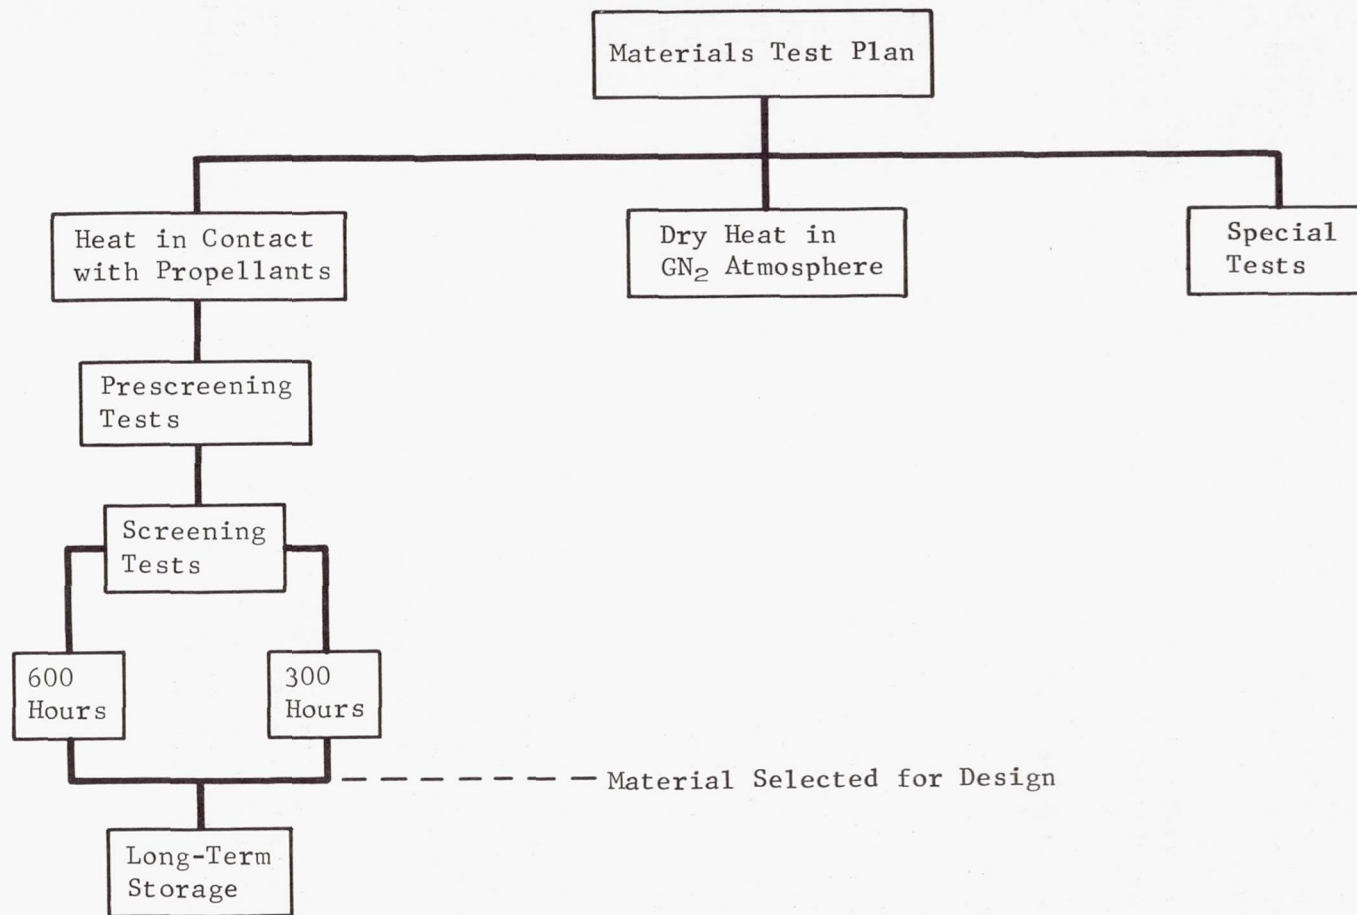 Materials Test Plan
Heat in Contact
with Propellants
Dry Heat in
GN₂ Atmosphere
Special
Tests
Prescreening
Tests
Screening
Tests
600
Hours
300
Hours
Material Selected for Design
Long-Term
Storage